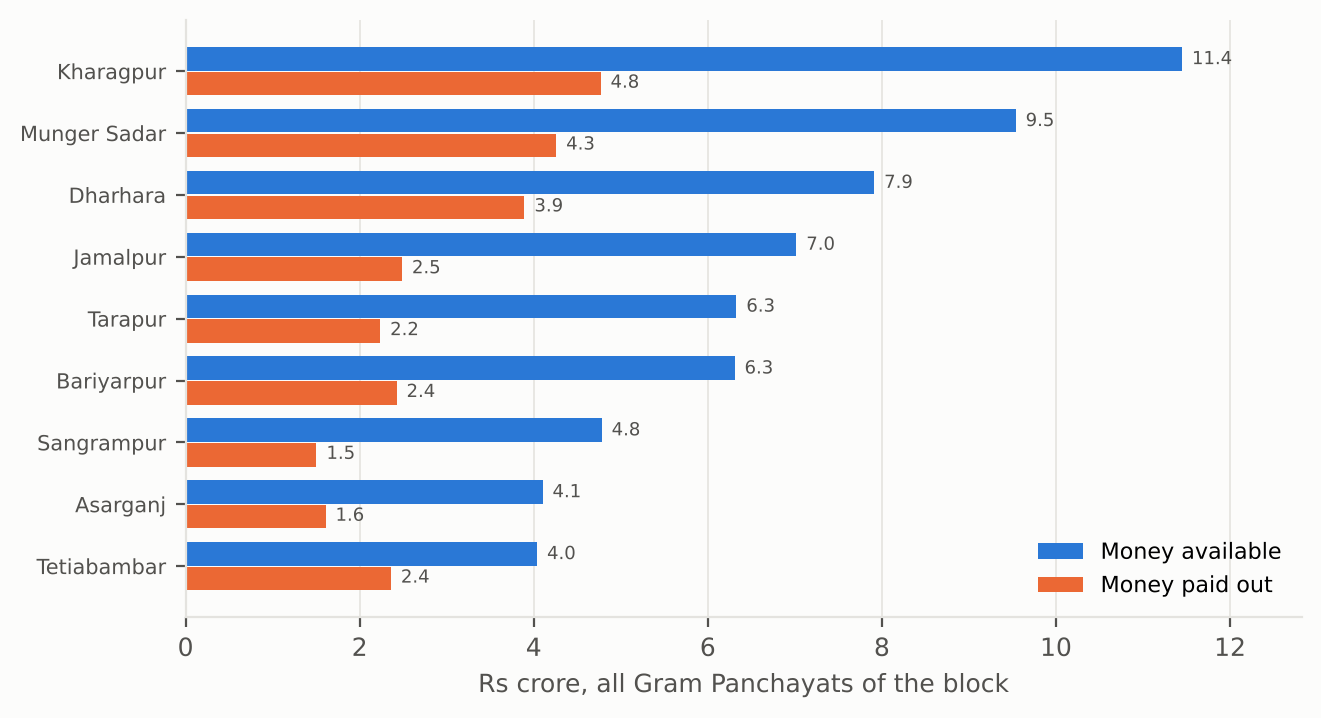 Kharagpur 11.4
4.8
Munger Sadar 9.5
4.3
Dharhara 7.9
3.9
Jamalpur 7.0
2.5
Tarapur 6.3
2.2
Bariyarpur 6.3
2.4
Sangrampur 4.8
1.5
Asarganj 4.1
1.6
Tetiabambar 4.0
2.4
Money available
Money paid out
0 2 4 6 8 10 12
Rs crore, all Gram Panchayats of the block